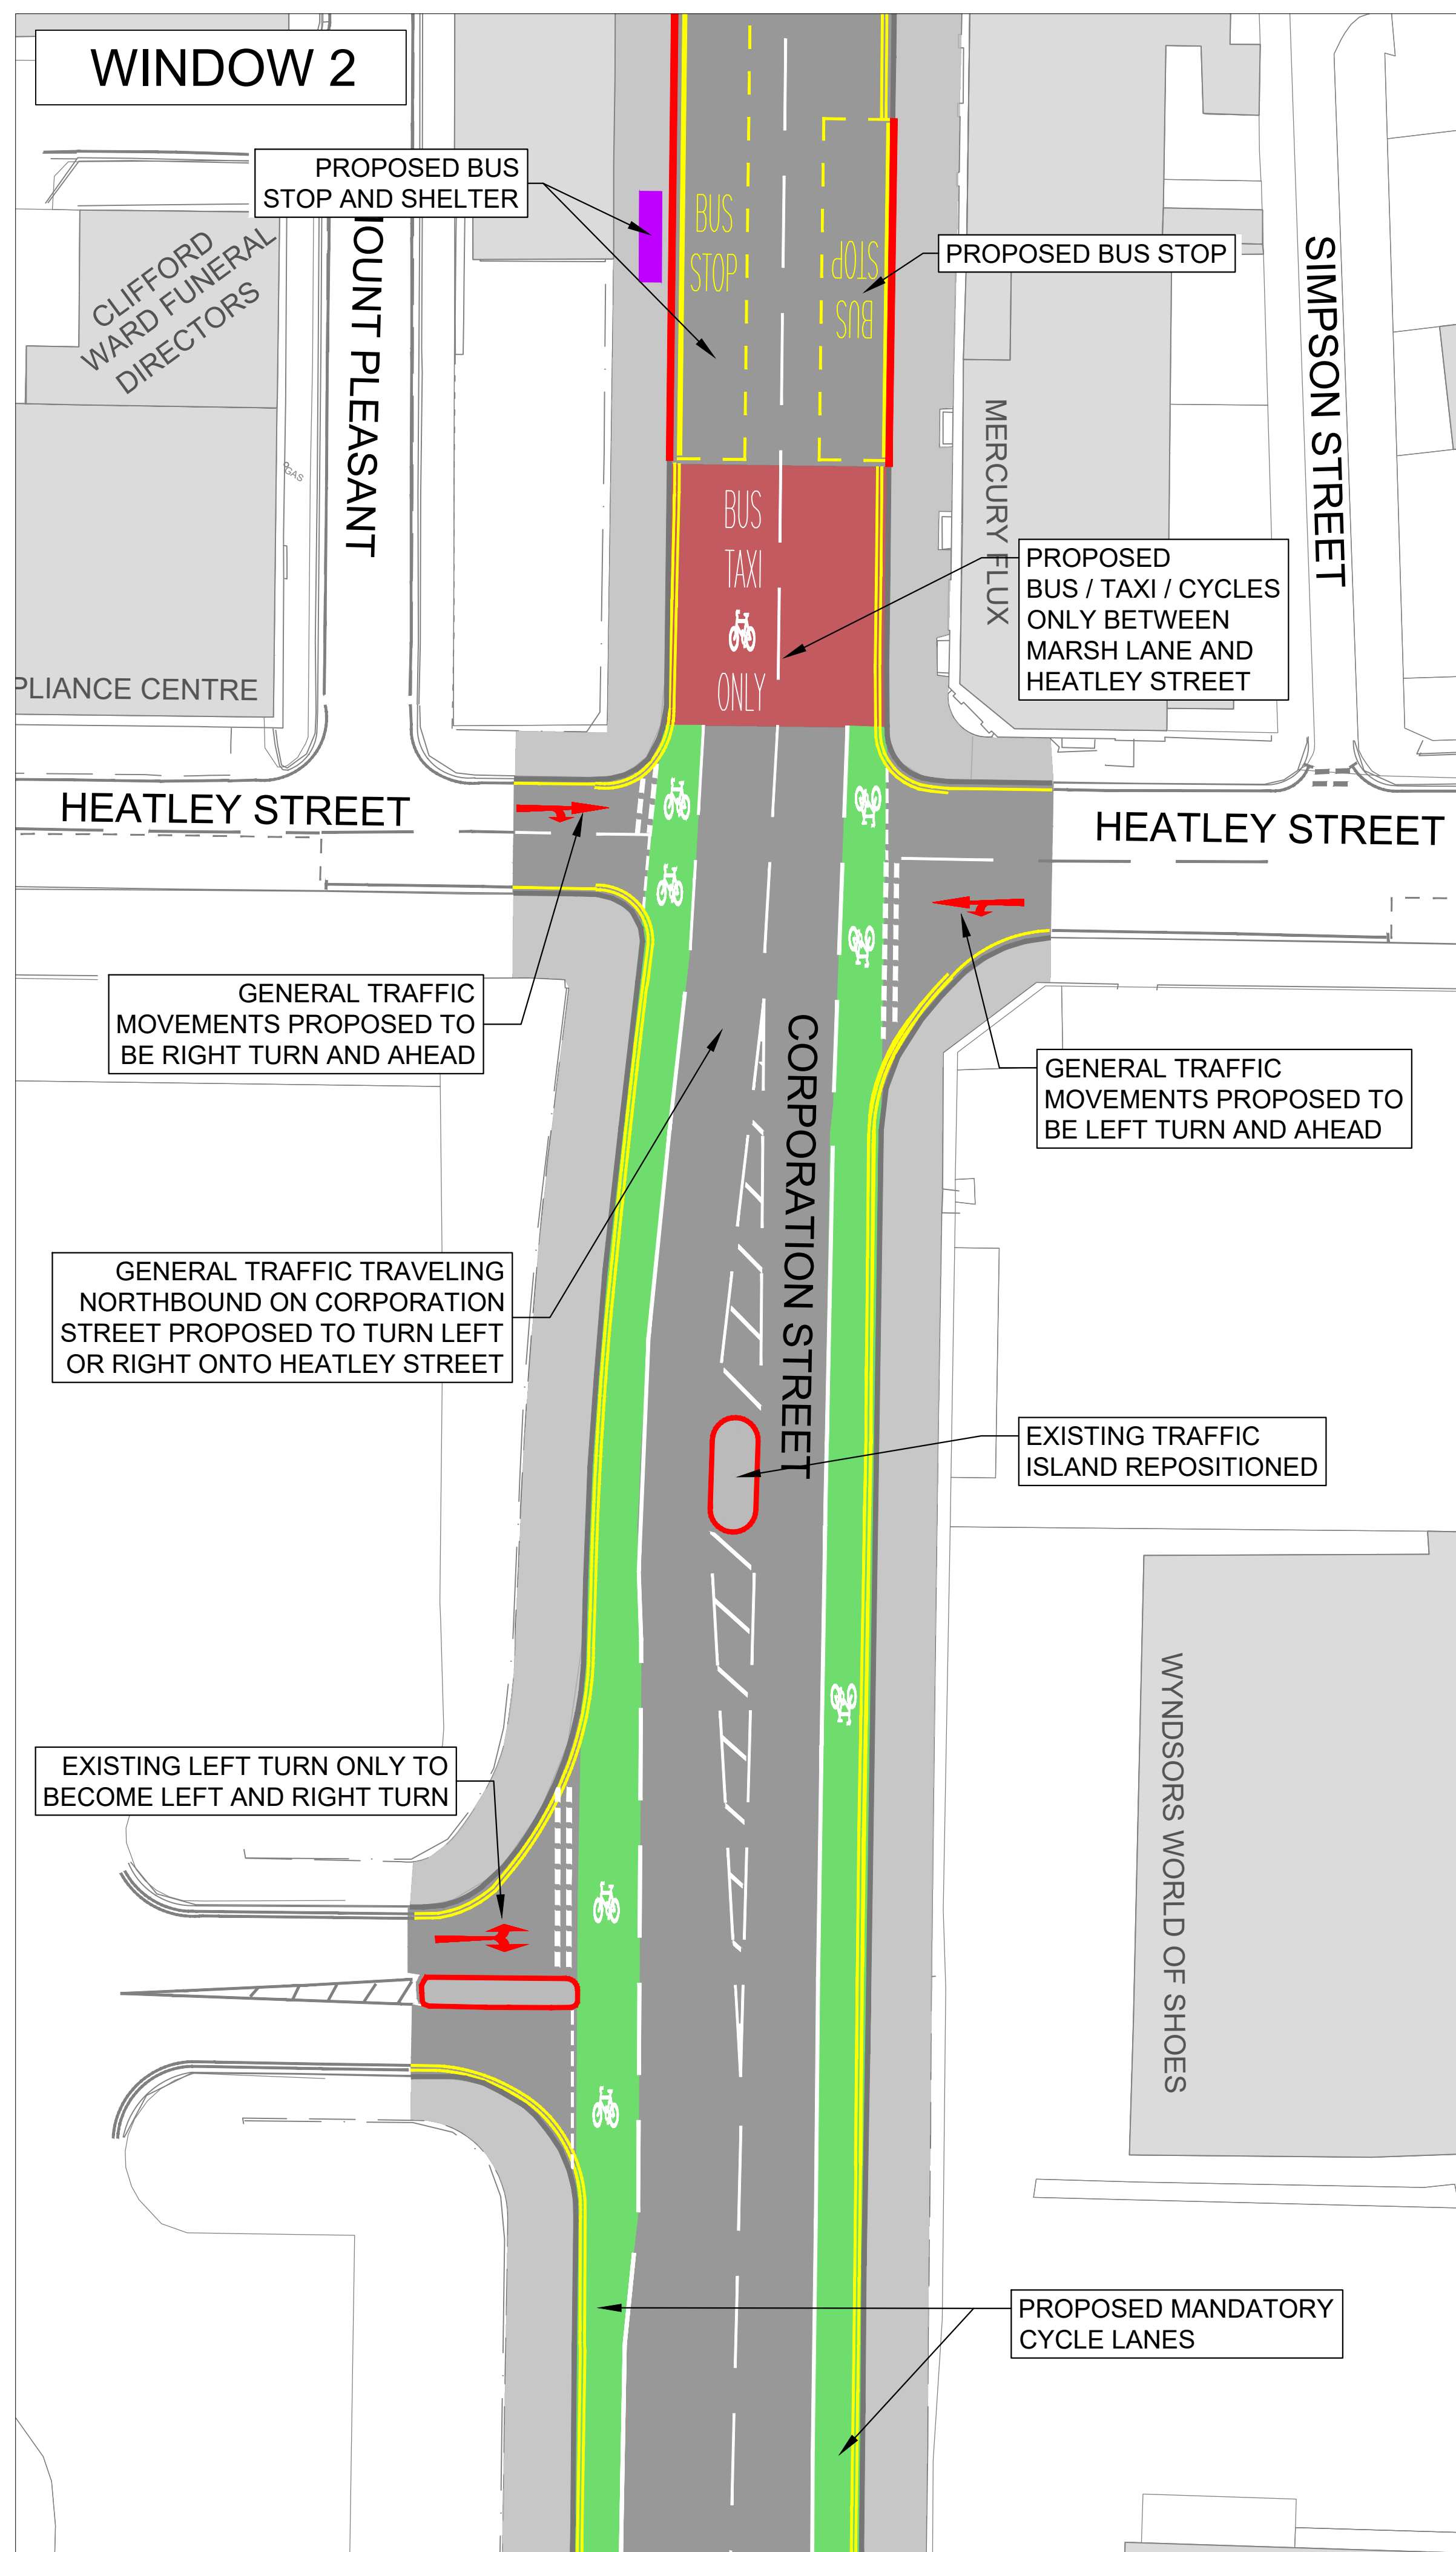 WINDOW 2
PROPOSED BUS
STOP AND SHELTER
BUS
STOP
BUS
STOP
PROPOSED BUS STOP
CLIFFORD
WARD FUNERAL
DIRECTORS
MOUNT PLEASANT
SIMPSON STREET
MERCURY FLUX
GAS
BUS
TAXI
ONLY
PROPOSED
BUS / TAXI / CYCLES
ONLY BETWEEN
MARSH LANE AND
HEATLEY STREET
PLIANCE CENTRE
HEATLEY STREET
HEATLEY STREET
GENERAL TRAFFIC
MOVEMENTS PROPOSED TO
BE RIGHT TURN AND AHEAD
CORPORATION STREET
GENERAL TRAFFIC
MOVEMENTS PROPOSED TO
BE LEFT TURN AND AHEAD
GENERAL TRAFFIC TRAVELING
NORTHBOUND ON CORPORATION
STREET PROPOSED TO TURN LEFT
OR RIGHT ONTO HEATLEY STREET
EXISTING TRAFFIC
ISLAND REPOSITIONED
WYNDSORS WORLD OF SHOES
EXISTING LEFT TURN ONLY TO
BECOME LEFT AND RIGHT TURN
PROPOSED MANDATORY
CYCLE LANES